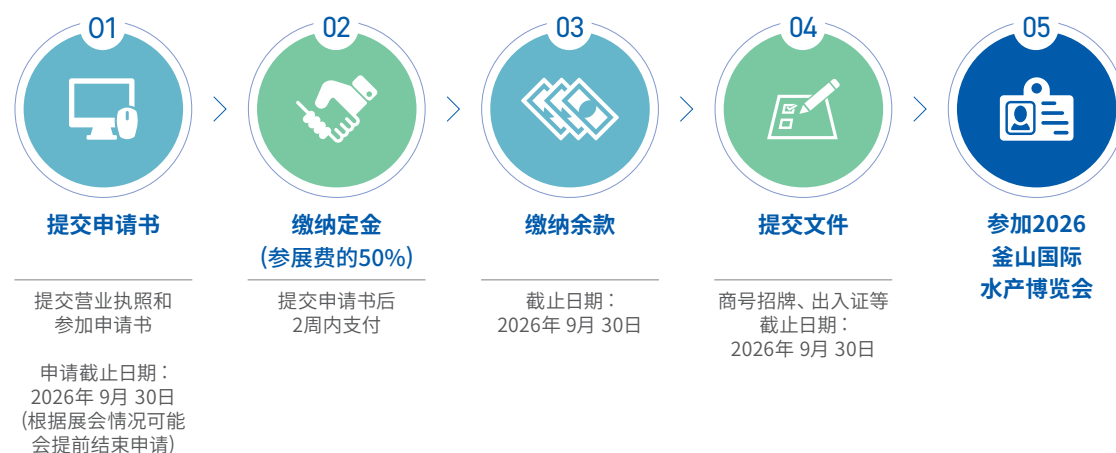 01
提交申请书
提交营业执照和
参加申请书
申请截止日期：
2026年 9月 30日
(根据展会情况可能
会提前结束申请)
02
缴纳定金
(参展费的50%)
提交申请书后
2周内支付
03
缴纳余款
截止日期：
2026年 9月 30日
04
提交文件
商号招牌、出入证等
截止日期：
2026年 9月 30日
05
参加2026
釜山国际
水产博览会